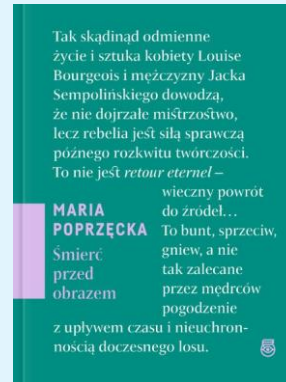 Tak skądinąd odmienne
życie i sztuka kobiety Louise
Bourgeois i mężczyzny Jacka
Sempolińskiego dowodzą,
że nie dojrzałe mistrzostwo,
lecz rebelia jest siłą sprawczą
późnego rozkwitu twórczości.
To nie jest retour eternel –
wieczny powrót
do źródeł…
To bunt, sprzeciw,
gniew, a nie
tak zalecane
przez mędrców
pogodzenie
z upływem czasu i nieuchron-
nością doczesnego losu.
MARIA
POPRZĘCKA
Śmierć
przed
obrazem